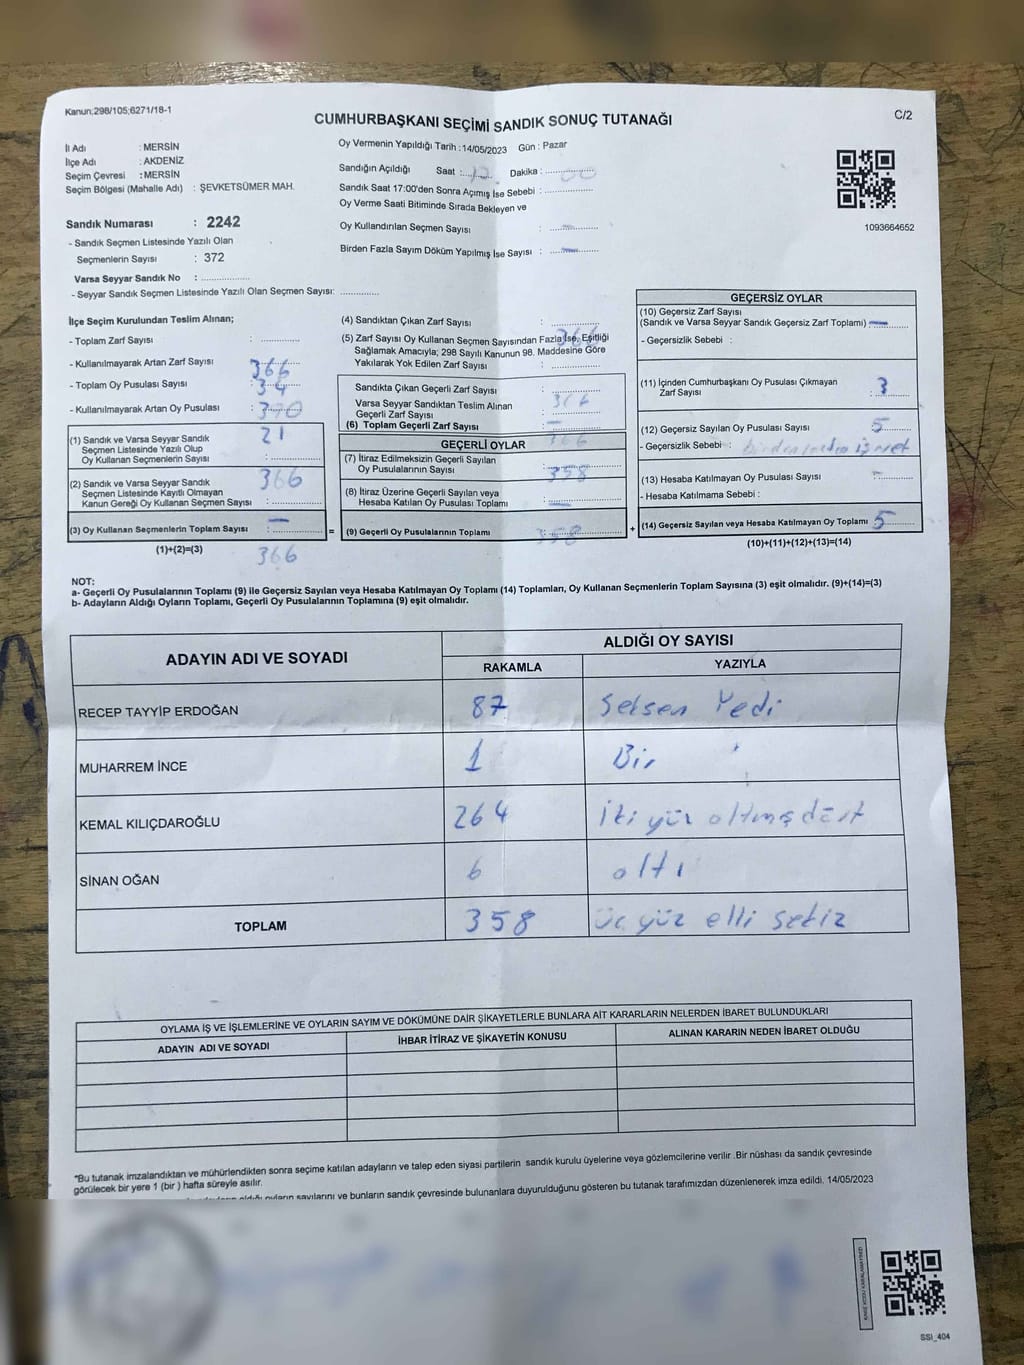 Kanun:298/105;6271/18-1
C/2
CUMHURBAŞKANI SEÇİMİ SANDIK SONUÇ TUTANAĞI
İl Adı : MERSİN
İlçe Adı : AKDENİZ
Seçim Çevresi : MERSİN
Seçim Bölgesi (Mahalle Adı) : ŞEVKETSÜMER MAH.
Sandık Numarası : 2242
- Sandık Seçmen Listesinde Yazılı Olan
Seçmenlerin Sayısı : 372
Varsa Seyyar Sandık No : ................
- Seyyar Sandık Seçmen Listesinde Yazılı Olan Seçmen Sayısı: .............
Oy Vermenin Yapıldığı Tarih : 14/05/2023 Gün : Pazar
Sandığın Açıldığı Saat : 17 Dakika : 00
Sandık Saat 17:00'den Sonra Açımış İse Sebebi : ................
Oy Verme Saati Bitiminde Sırada Bekleyen ve
Oy Kullandırılan Seçmen Sayısı : —
Birden Fazla Sayım Döküm Yapılmış İse Sayısı : —
1093664652
İlçe Seçim Kurulundan Teslim Alınan;
- Toplam Zarf Sayısı : .............
- Kullanılmayarak Artan Zarf Sayısı : 366
- Toplam Oy Pusulası Sayısı : 34
- Kullanılmayarak Artan Oy Pusulası : 390
(1) Sandık ve Varsa Seyyar Sandık 21
Seçmen Listesinde Yazılı Olup
Oy Kullanan Seçmenlerin Sayısı : ................
(2) Sandık ve Varsa Seyyar Sandık 366
Seçmen Listesinde Kayıtlı Olmayan
Kanun Gereği Oy Kullanan Seçmen Sayısı : ................
(3) Oy Kullanan Seçmenlerin Toplam Sayısı : —
(1)+(2)=(3) 366
(4) Sandıktan Çıkan Zarf Sayısı : ................
366
(5) Zarf Sayısı Oy Kullanan Seçmen Sayısından Fazla İse, Eşitliği
Sağlamak Amacıyla; 298 Sayılı Kanunun 98. Maddesine Göre
Yakılarak Yok Edilen Zarf Sayısı : ................
Sandıkta Çıkan Geçerli Zarf Sayısı : ................
Varsa Seyyar Sandıktan Teslim Alınan 366
Geçerli Zarf Sayısı : ................
(6) Toplam Geçerli Zarf Sayısı : —
GEÇERLİ OYLAR 366
(7) İtiraz Edilmeksizin Geçerli Sayılan
Oy Pusulalarının Sayısı : 358
(8) İtiraz Üzerine Geçerli Sayılan veya
Hesaba Katılan Oy Pusulası Toplamı : —
=
(9) Geçerli Oy Pusulalarının Toplamı : 358
+
GEÇERSİZ OYLAR
(10) Geçersiz Zarf Sayısı
(Sandık ve Varsa Seyyar Sandık Geçersiz Zarf Toplamı) : —
- Geçersizlik Sebebi :
(11) İçinden Cumhurbaşkanı Oy Pusulası Çıkmayan
Zarf Sayısı : 3
(12) Geçersiz Sayılan Oy Pusulası Sayısı : 5
- Geçersizlik Sebebi : birden fazla işaret
(13) Hesaba Katılmayan Oy Pusulası Sayısı : —
- Hesaba Katılmama Sebebi :
(14) Geçersiz Sayılan veya Hesaba Katılmayan Oy Toplamı 5
(10)+(11)+(12)+(13)=(14)
NOT:
a- Geçerli Oy Pusulalarının Toplamı (9) ile Geçersiz Sayılan veya Hesaba Katılmayan Oy Toplamı (14) Toplamları, Oy Kullanan Seçmenlerin Toplam Sayısına (3) eşit olmalıdır. (9)+(14)=(3)
b- Adayların Aldığı Oyların Toplamı, Geçerli Oy Pusulalarının Toplamına (9) eşit olmalıdır.
ADAYIN ADI VE SOYADI
ALDIĞI OY SAYISI
RAKAMLA YAZIYLA
RECEP TAYYİP ERDOĞAN 87 Seksen Yedi
MUHARREM İNCE 1 Bir
KEMAL KILIÇDAROĞLU 264 İki yüz altmış dört
SİNAN OĞAN 6 altı
TOPLAM 358 üç yüz elli sekiz
OYLAMA İŞ VE İŞLEMLERİNE VE OYLARIN SAYIM VE DÖKÜMÜNE DAİR ŞİKAYETLERLE BUNLARA AİT KARARLARIN NELERDEN İBARET BULUNDUKLARI
ADAYIN ADI VE SOYADI İHBAR İTİRAZ VE ŞİKAYETİN KONUSU ALINAN KARARIN NEDEN İBARET OLDUĞU
*Bu tutanak imzalandıktan ve mühürlendikten sonra seçime katılan adayların ve talep eden siyasi partilerin sandık kurulu üyelerine veya gözlemcilerine verilir .Bir nüshası da sandık çevresinde
görülecek bir yere 1 (bir ) hafta süreyle asılır.
aldığı oyların sayılarını ve bunların sandık çevresinde bulunanlara duyurulduğunu gösteren bu tutanak tarafımızdan düzenlenerek imza edildi. 14/05/2023
SSI_404